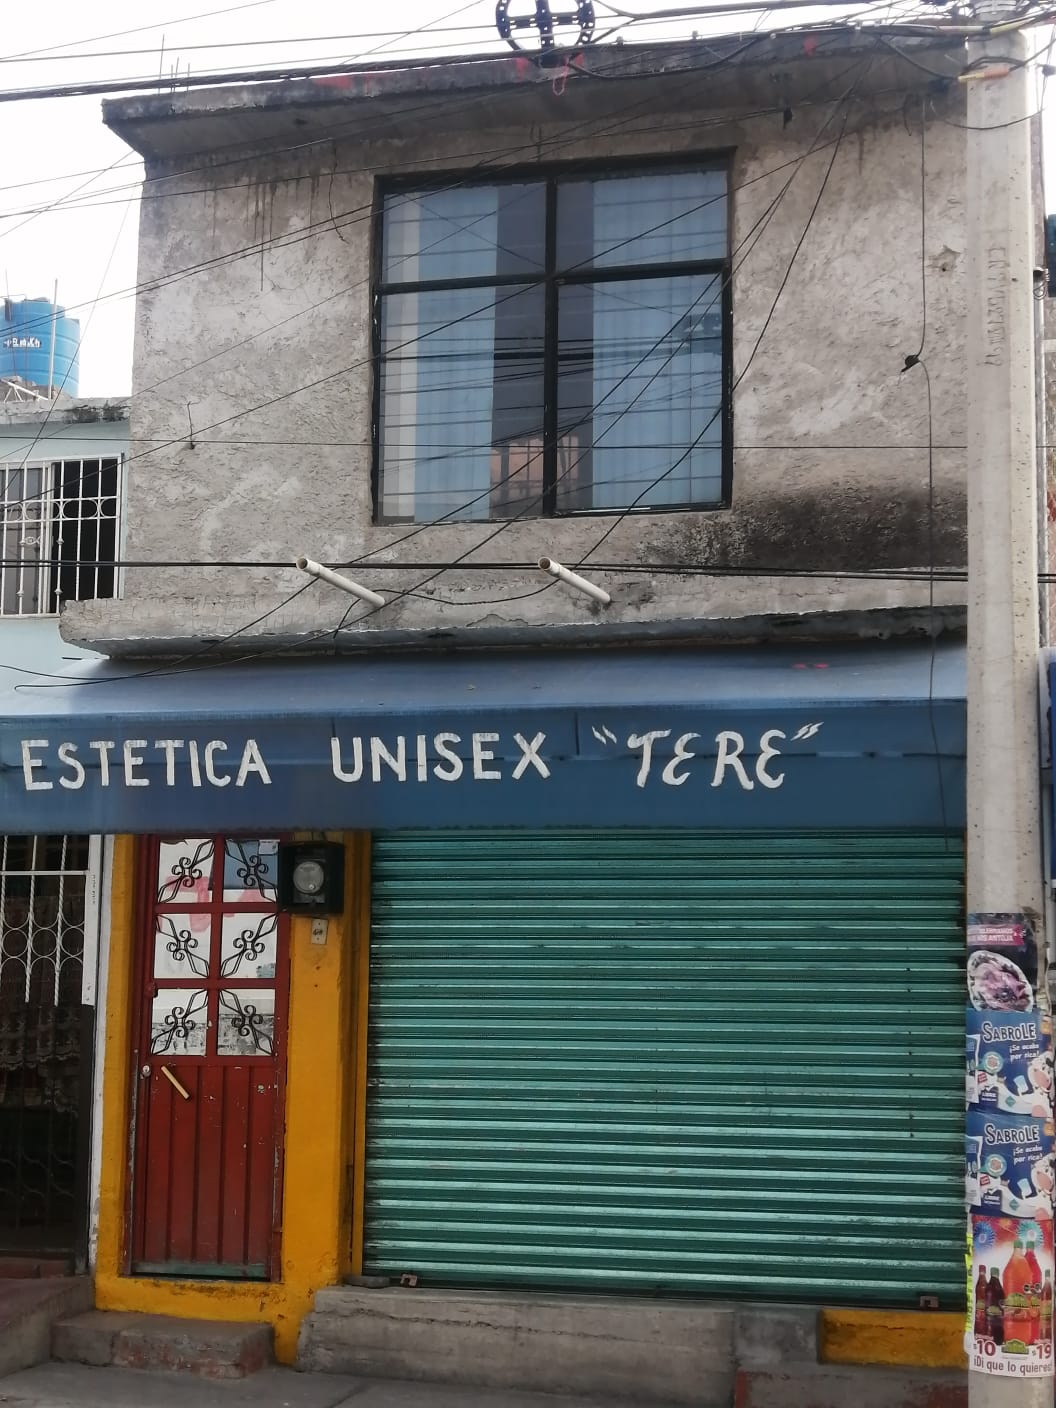 ESTETICA UNISEX "TERE"
SABROLE
¡Se acaba
por rica!
SABROLE
¡Se acaba
por rica!
$10
$19
¡Di que lo quieres!